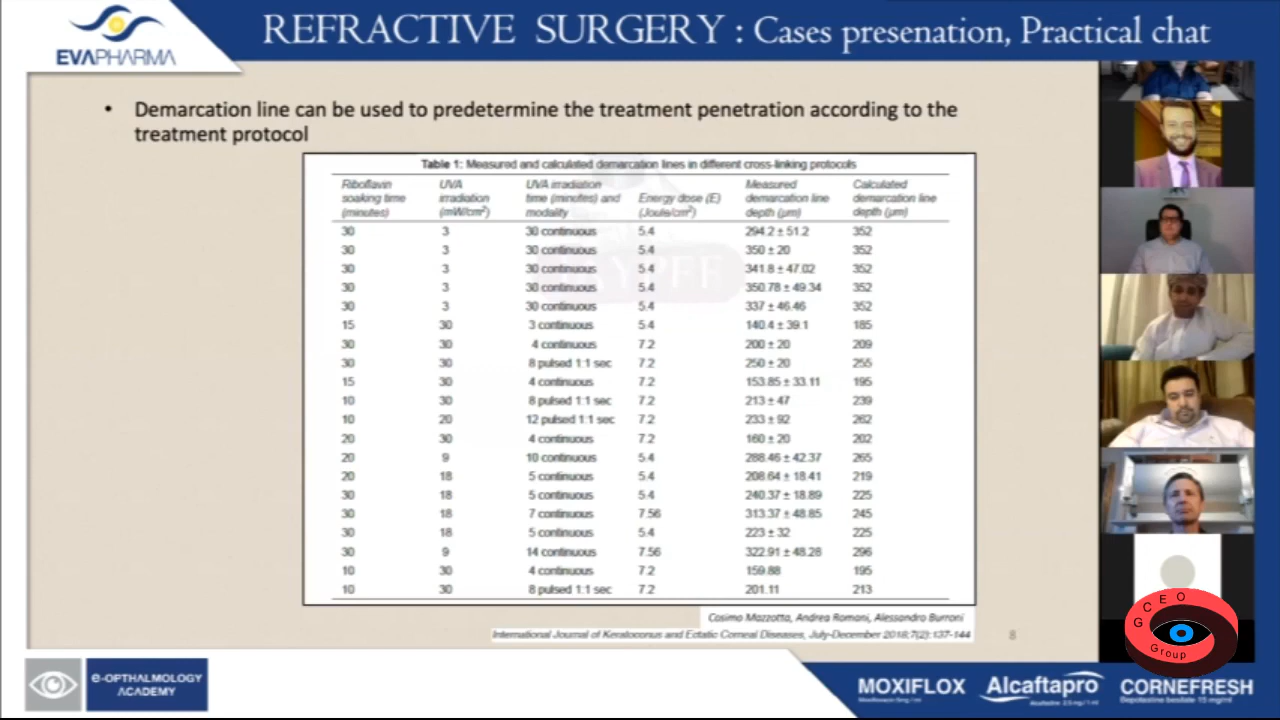 EVAPHARMA
REFRACTIVE SURGERY : Cases presenation, Practical chat
• Demarcation line can be used to predetermine the treatment penetration according to the
treatment protocol
Table 1: Measured and calculated demarcation lines in different cross-linking protocols
Riboflavin soaking time (minutes) UVA irradiation (mW/cm²) UVA irradiation time (minutes) and modality Energy dose (E) (Joule/cm²) Measured demarcation line depth (µm) Calculated demarcation line depth (µm)
30 3 30 continuous 5.4 294.2 ± 51.2 352
30 3 30 continuous 5.4 350 ± 20 352
30 3 30 continuous 5.4 341.8 ± 47.02 352
30 3 30 continuous 5.4 350.78 ± 49.34 352
30 3 30 continuous 5.4 337 ± 46.46 352
15 30 3 continuous 5.4 140.4 ± 39.1 185
30 30 4 continuous 7.2 200 ± 20 209
30 30 8 pulsed 1:1 sec 7.2 250 ± 20 255
15 30 4 continuous 7.2 153.85 ± 33.11 195
10 30 8 pulsed 1:1 sec 7.2 213 ± 47 239
10 20 12 pulsed 1:1 sec 7.2 233 ± 92 262
20 30 4 continuous 7.2 160 ± 20 202
20 9 10 continuous 5.4 288.46 ± 42.37 265
20 18 5 continuous 5.4 208.64 ± 18.41 219
30 18 5 continuous 5.4 240.37 ± 18.89 225
30 18 7 continuous 7.56 313.37 ± 48.85 245
30 18 5 continuous 5.4 223 ± 32 225
30 9 14 continuous 7.56 322.91 ± 48.28 296
10 30 4 continuous 7.2 159.88 195
10 30 8 pulsed 1:1 sec 7.2 201.11 213
Cosimo Mazzotta, Andrea Romani, Alessandro Burroni
International Journal of Keratoconus and Ectatic Corneal Diseases, July-December 2018;7(2):137-144
8
GCEO
Group
e-OPTHALMOLOGY
ACADEMY
MOXIFLOX Alcaftapro CORNEFRESH